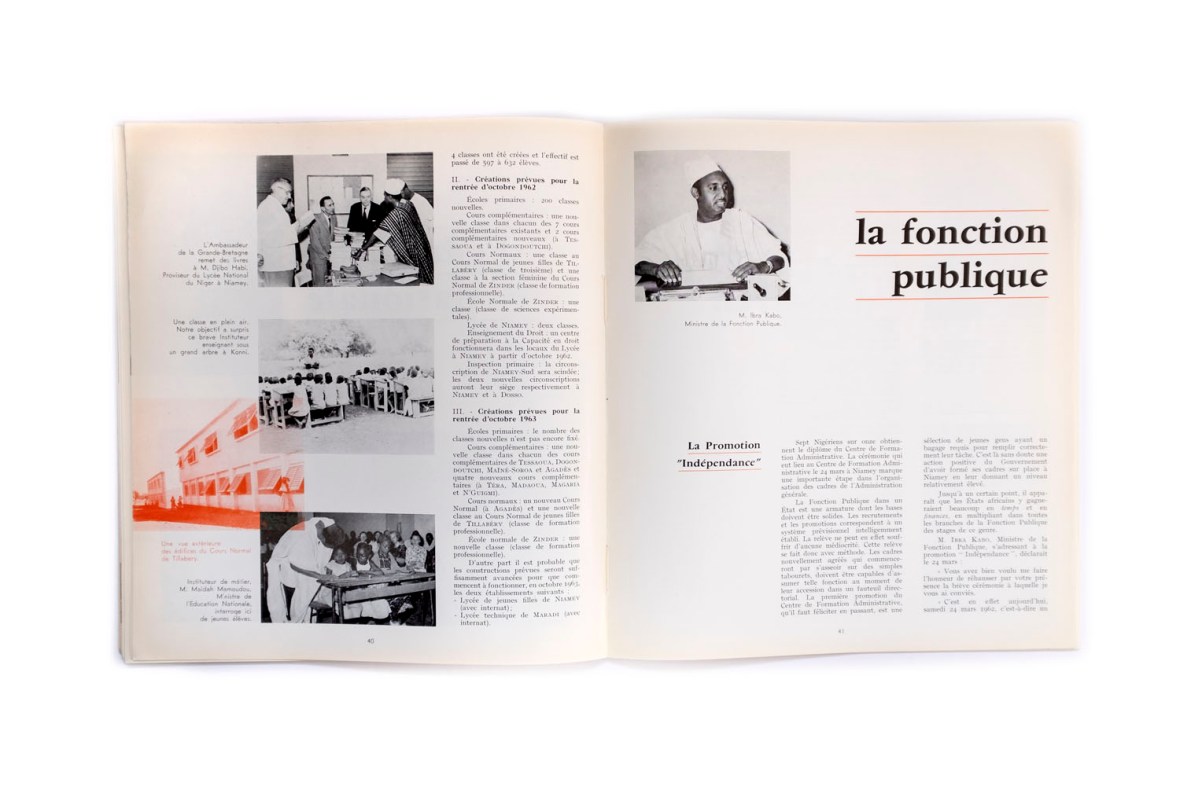 L'Ambassadeur
de la Grande-Bretagne
remet des livres
à M. Djibo Habi,
Proviseur du Lycée National
du Niger à Niamey.
Une classe en plein air.
Notre objectif a surpris
ce brave Instituteur
enseignant sous
un grand arbre à Konni.
Une vue extérieure
des édifices du Cours Normal
de Tillabéry.
Instituteur de métier,
M. Maidah Mamoudou,
Ministre de
l'Education Nationale,
interroge ici
de jeunes élèves.
4 classes ont été créées et l'effectif est
passé de 597 à 632 élèves.
II. - Créations prévues pour la
rentrée d'octobre 1962
Écoles primaires : 200 classes
nouvelles.
Cours complémentaires : une nou-
velle classe dans chacun des 7 cours
complémentaires existants et 2 cours
complémentaires nouveaux (à Tes-
saoua et à Dogondoutchi).
Cours Normaux : une classe au
Cours Normal de jeunes filles de Til-
labéry (classe de troisième) et une
classe à la section féminine du Cours
Normal de Zinder (classe de formation
professionnelle).
École Normale de Zinder : une
classe (classe de sciences expérimen-
tales).
Lycée de Niamey : deux classes.
Enseignement du Droit : un centre
de préparation à la Capacité en droit
fonctionnera dans les locaux du Lycée
à Niamey à partir d'octobre 1962.
Inspection primaire : la circons-
cription de Niamey-Sud sera scindée;
les deux nouvelles circonscriptions
auront leur siège respectivement à
Niamey et à Dosso.
III. - Créations prévues pour la
rentrée d'octobre 1963
Écoles primaires : le nombre des
classes nouvelles n'est pas encore fixé.
Cours complémentaires : une nou-
velle classe dans chacun des cours
complémentaires de Tessaoua, Dogon-
doutchi, Maïné-Soroa et Agadès et
quatre nouveaux cours complémen-
taires (à Téra, Madaoua, Magaria
et N'Guigmi).
Cours normaux : un nouveau Cours
Normal (à Agadès) et une nouvelle
classe au Cours Normal de jeunes filles
de Tillabéry (classe de formation
professionnelle).
École normale de Zinder : une
nouvelle classe (classe de formation
professionnelle).
D'autre part il est probable que
les constructions prévues seront suf-
fisamment avancées pour que com-
mencent à fonctionner, en octobre 1963,
les deux établissements suivants :
- Lycée de jeunes filles de Niamey
(avec internat);
- Lycée technique de Maradi (avec
internat).
40
M. Ibra Kabo,
Ministre de la Fonction Publique.
la fonction
publique
La Promotion
"Indépendance"
Sept Nigériens sur onze obtien-
nent le diplôme du Centre de Forma-
tion Administrative. La cérémonie qui
eut lieu au Centre de Formation Admi-
nistrative le 24 mars à Niamey marque
une importante étape dans l'organi-
sation des cadres de l'Administration
générale.
La Fonction Publique dans un
État est une armature dont les bases
doivent être solides. Les recrutements
et les promotions correspondent à un
système prévisionnel intelligemment
établi. La relève ne peut en effet souf-
frir d'aucune médiocrité. Cette relève
se fait donc avec méthode. Les cadres
nouvellement agréés qui commence-
ront par s'asseoir sur des simples
tabourets, doivent être capables d'as-
sumer telle fonction au moment de
leur accession dans un fauteuil direc-
torial. La première promotion du
Centre de Formation Administrative,
qu'il faut féliciter en passant, est une
sélection de jeunes gens ayant un
bagage requis pour remplir correcte-
ment leur tâche. C'est là sans doute une
action positive du Gouvernement
d'avoir formé ses cadres sur place à
Niamey en leur donnant un niveau
relativement élevé.
Jusqu'à un certain point, il appa-
raît que les États africains y gagne-
raient beaucoup en temps et en
finances, en multipliant dans toutes
les branches de la Fonction Publique
des stages de ce genre.
M. Ibra Kabo, Ministre de la
Fonction Publique, s'adressant à la
promotion " Indépendance ", déclarait
le 24 mars :
« Vous avez bien voulu me faire
l'honneur de rehausser par votre pré-
sence la brève cérémonie à laquelle je
vous ai conviés.
« C'est en effet aujourd'hui,
samedi 24 mars 1962, c'est-à-dire au
41